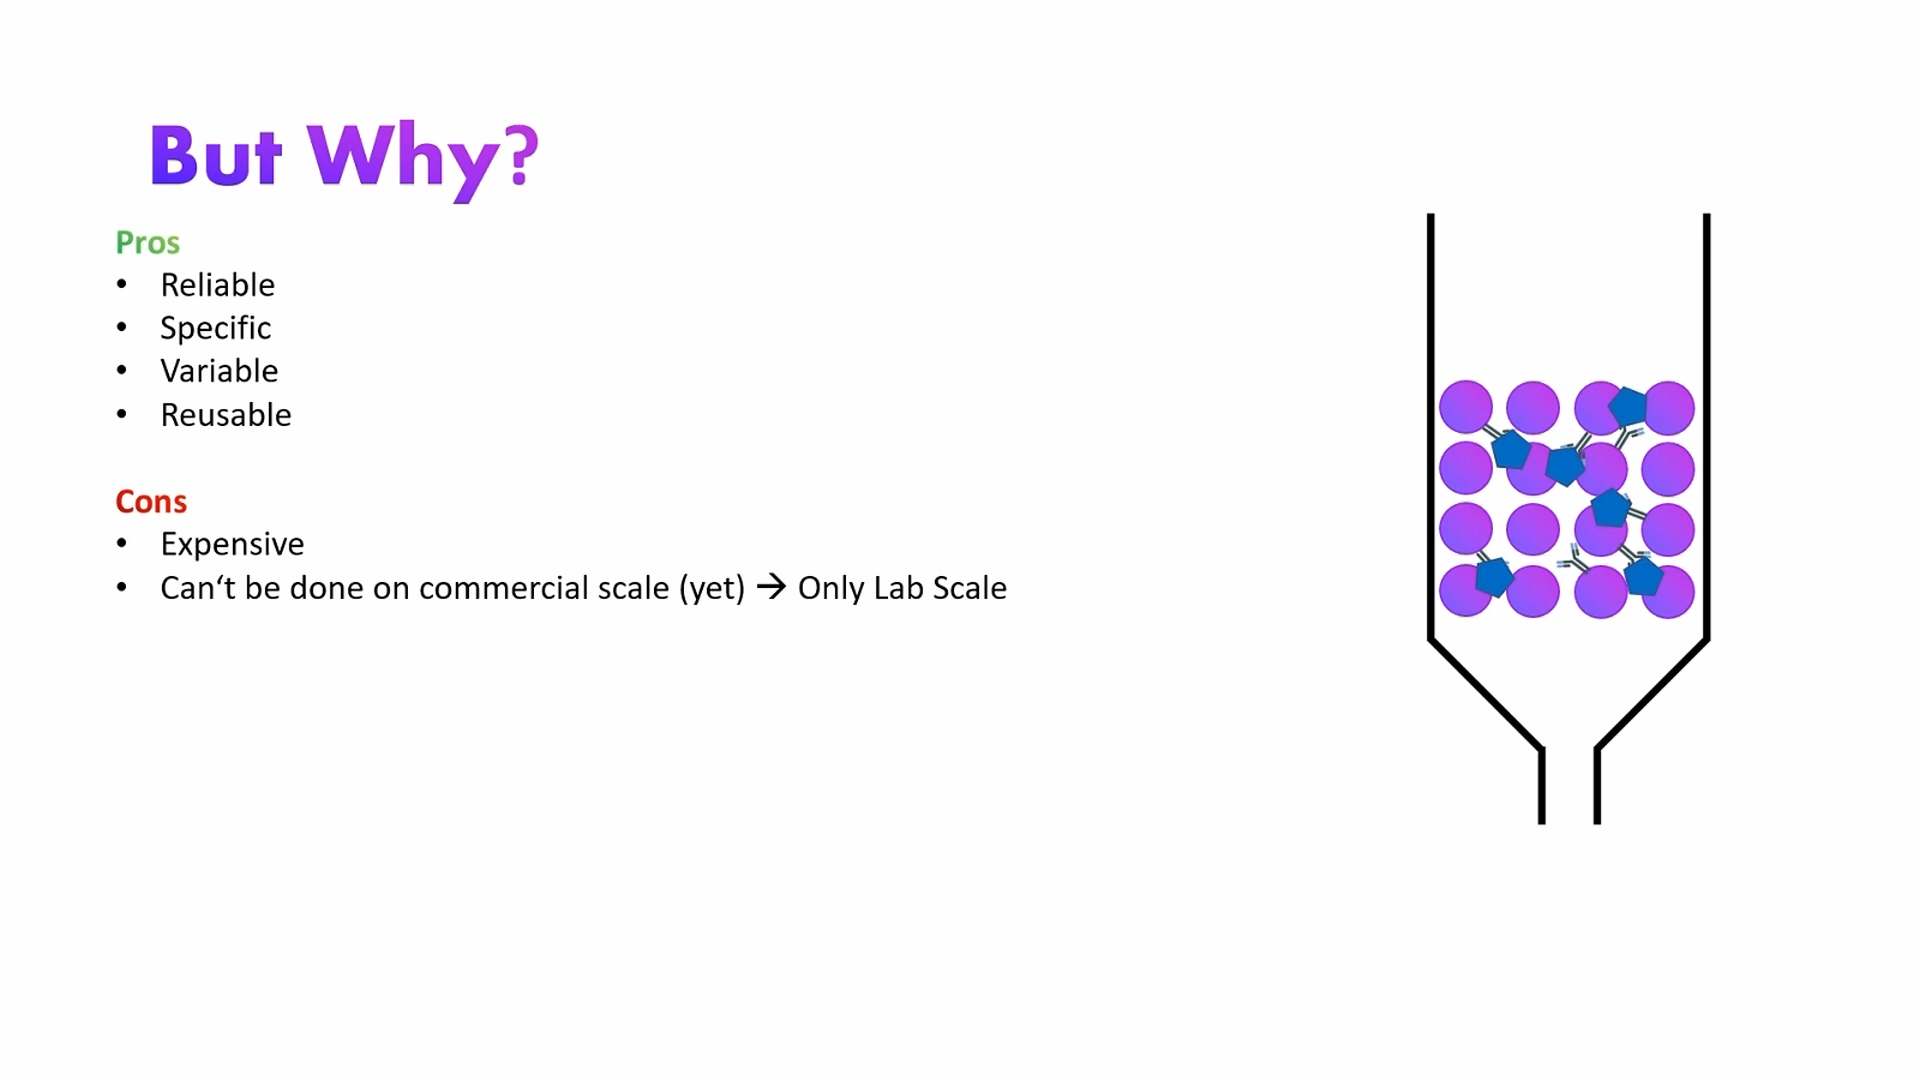 But Why?
Pros
• Reliable
• Specific
• Variable
• Reusable
Cons
• Expensive
• Can‘t be done on commercial scale (yet) → Only Lab Scale